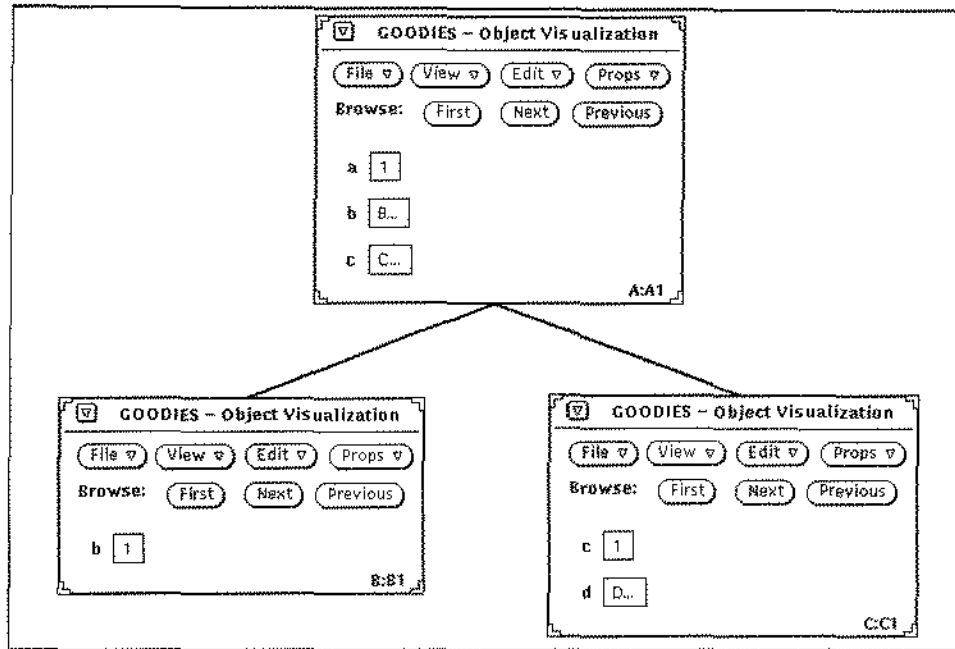 GOODIES – Object Visualization
File View Edit Props
Browse: First Next Previous
a 1
b B...
c C...
A:A1
GOODIES – Object Visualization
File View Edit Props
Browse: First Next Previous
b 1
B:B1
GOODIES – Object Visualization
File View Edit Props
Browse: First Next Previous
c 1
d D...
C:C1